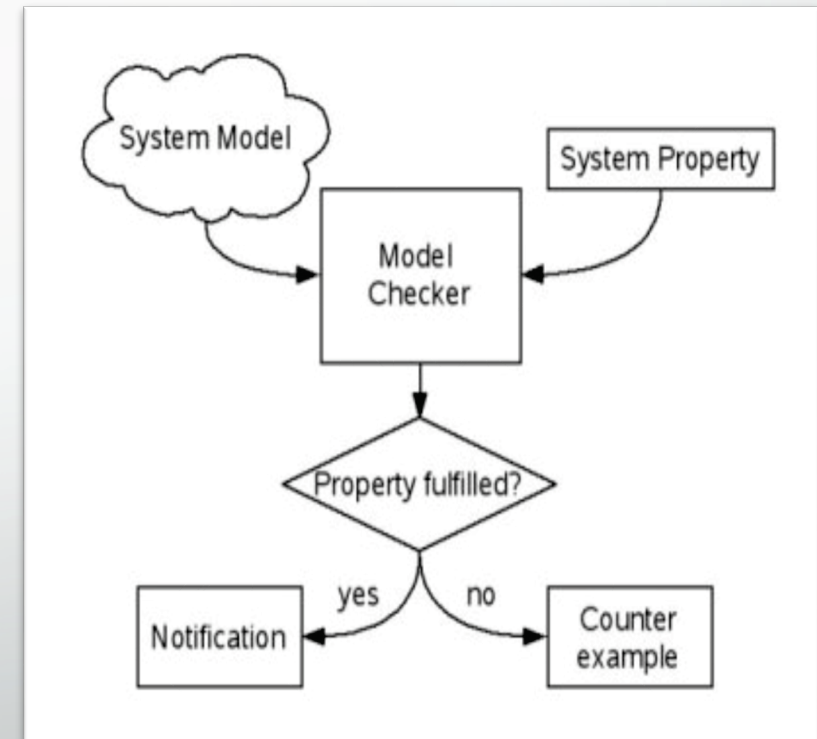 System Model
System Property
Model
Checker
Property fulfilled?
yes
no
Notification
Counter
example